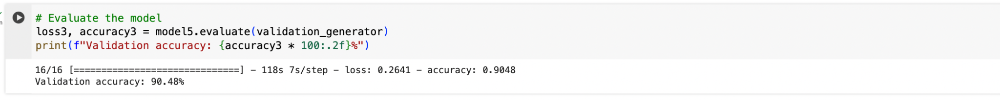 # Evaluate the model
loss3, accuracy3 = model5.evaluate(validation_generator)
print(f"Validation accuracy: {accuracy3 * 100:.2f}%")
16/16 [==============================] - 118s 7s/step - loss: 0.2641 - accuracy: 0.9048
Validation accuracy: 90.48%